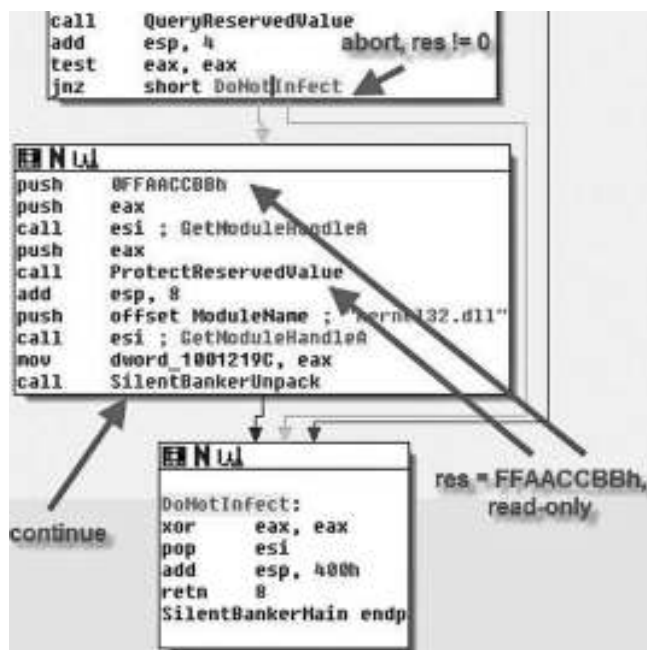 call QueryReservedValue
add esp, 4
abort, res != 0
test eax, eax
jnz short DoNotInfect
N
push 0FFAACCBBh
push eax
call esi ; GetModuleHandleA
push eax
call ProtectReservedValue
add esp, 8
push offset ModuleName ; "kernel32.dll"
call esi ; GetModuleHandleA
mov dword_1001219C, eax
call SilentBankerUnpack
N
res = FFAACCBBh,
read-only
continue
DoNotInfect:
xor eax, eax
pop esi
add esp, 400h
retn 8
SilentBankerMain endp